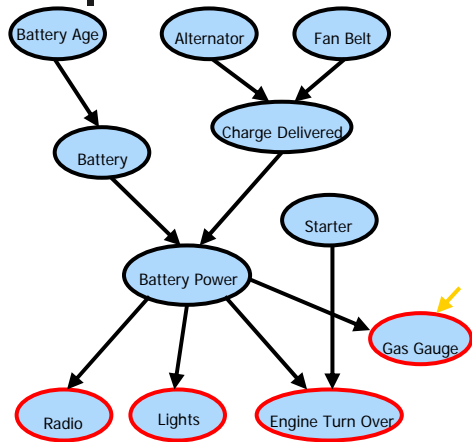 Battery Age
Alternator
Fan Belt
Charge Delivered
Battery
Starter
Battery Power
Gas Gauge
Radio
Lights
Engine Turn Over